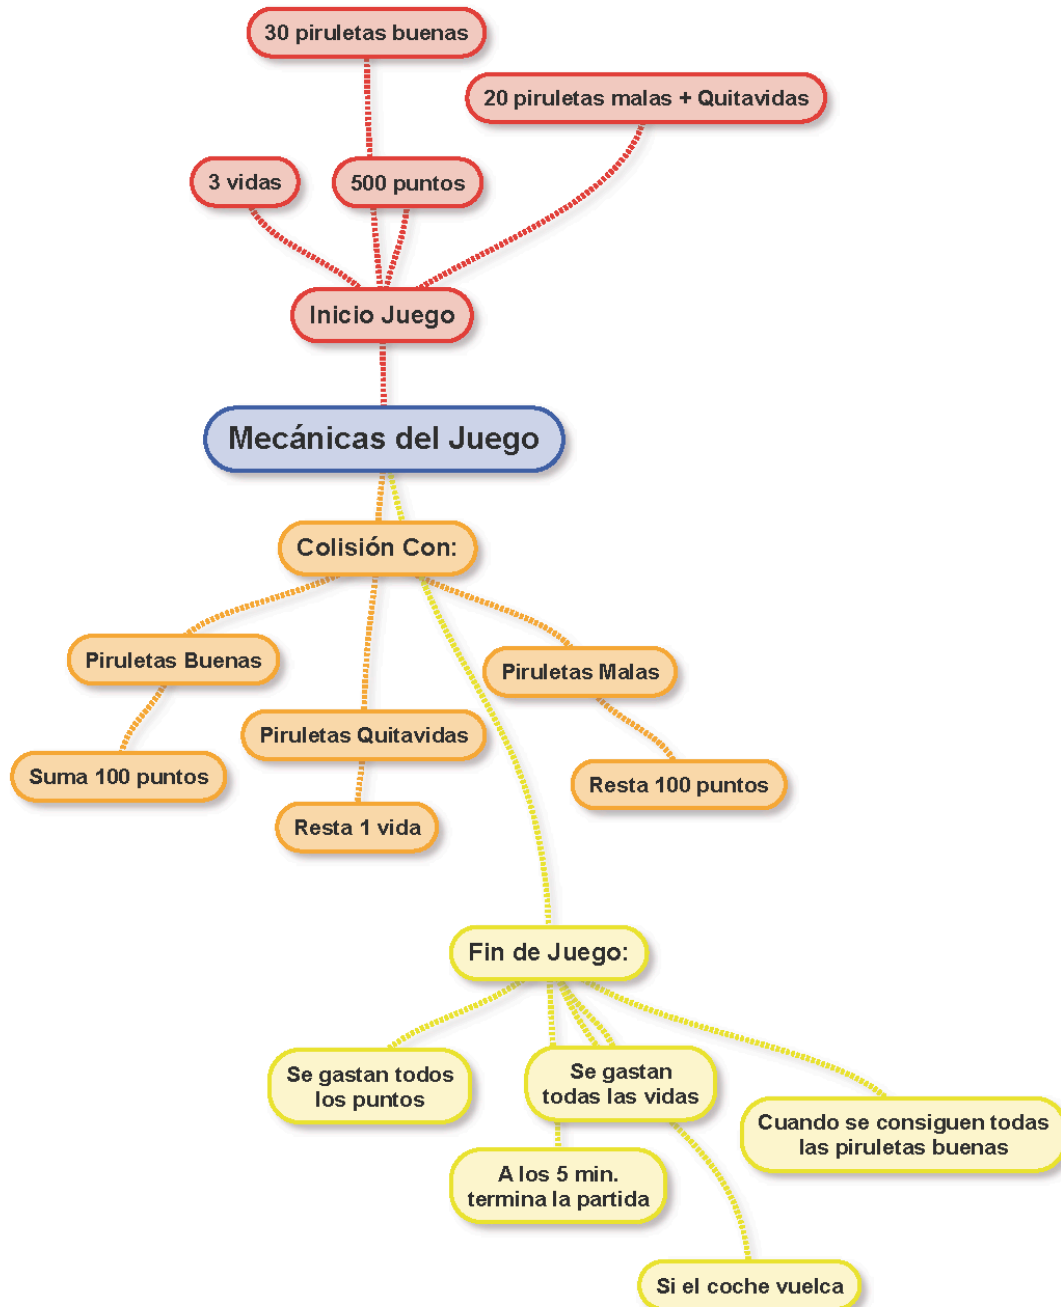 30 piruletas buenas
20 piruletas malas + Quitavidas
3 vidas
500 puntos
Inicio Juego
Mecánicas del Juego
Colisión Con:
Piruletas Buenas
Piruletas Malas
Piruletas Quitavidas
Suma 100 puntos
Resta 100 puntos
Resta 1 vida
Fin de Juego:
Se gastan todos
los puntos
Se gastan
todas las vidas
Cuando se consiguen todas
las piruletas buenas
A los 5 min.
termina la partida
Si el coche vuelca